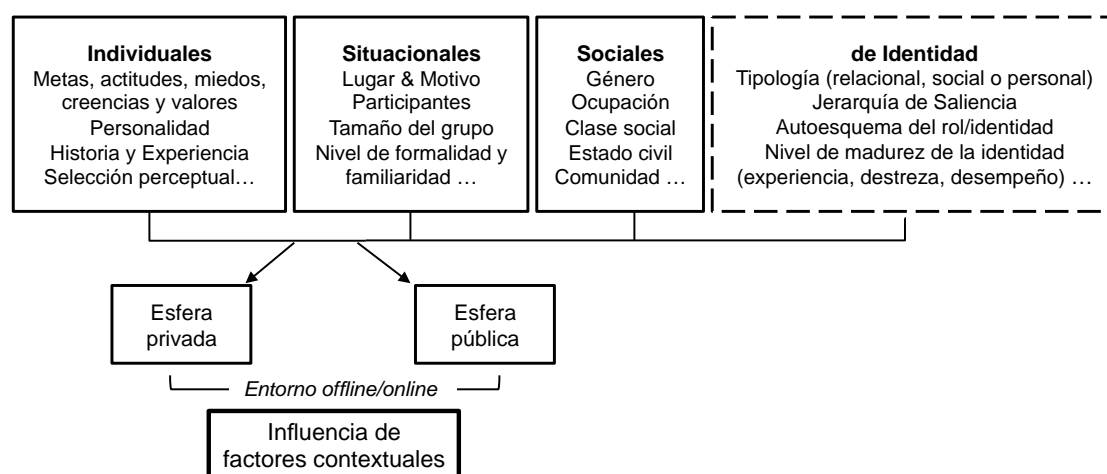 Individuales
Metas, actitudes, miedos,
creencias y valores
Personalidad
Historia y Experiencia
Selección perceptual…
Situacionales
Lugar & Motivo
Participantes
Tamaño del grupo
Nivel de formalidad y
familiaridad …
Sociales
Género
Ocupación
Clase social
Estado civil
Comunidad …
de Identidad
Tipología (relacional, social o personal)
Jerarquía de Saliencia
Autoesquema del rol/identidad
Nivel de madurez de la identidad
(experiencia, destreza, desempeño) …
Esfera
privada
Esfera
pública
Entorno offline/online
Influencia de
factores contextuales